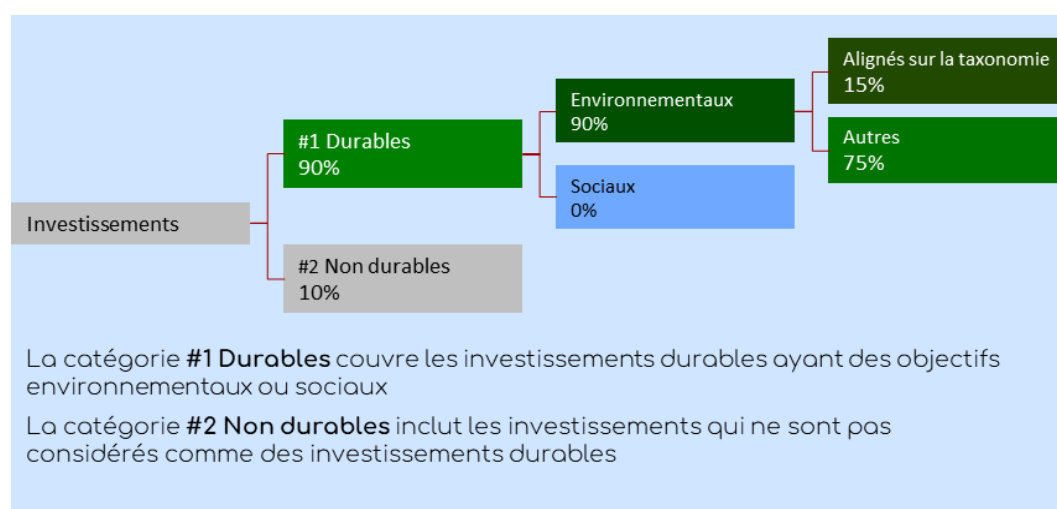 Alignés sur la taxonomie
15%
Environnementaux
90%
Autres
75%
#1 Durables
90%
Sociaux
0%
Investissements
#2 Non durables
10%
La catégorie #1 Durables couvre les investissements durables ayant des objectifs
environnementaux ou sociaux
La catégorie #2 Non durables inclut les investissements qui ne sont pas
considérés comme des investissements durables